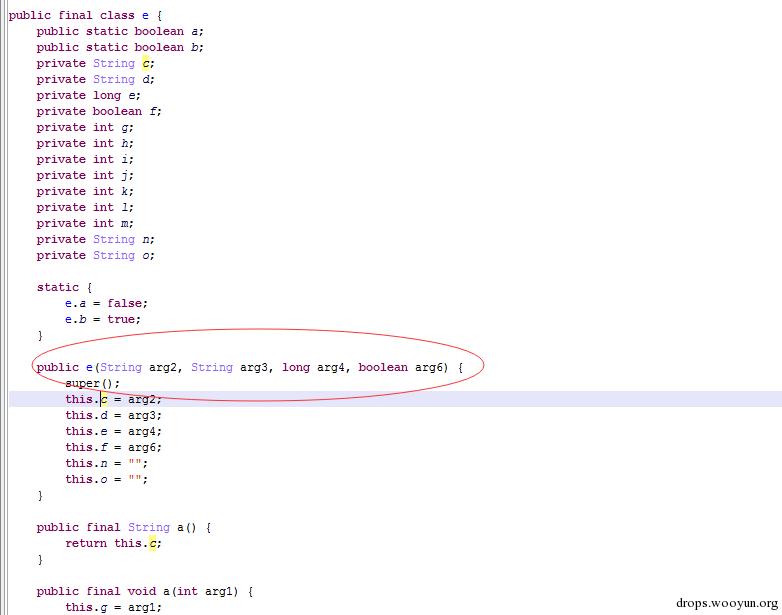 public final class e {
public static boolean a;
public static boolean b;
private String c;
private String d;
private long e;
private boolean f;
private int g;
private int h;
private int i;
private int j;
private int k;
private int l;
private int m;
private String n;
private String o;
static {
e.a = false;
e.b = true;
}
public e(String arg2, String arg3, long arg4, boolean arg6) {
super();
this.c = arg2;
this.d = arg3;
this.e = arg4;
this.f = arg6;
this.n = "";
this.o = "";
}
public final String a() {
return this.c;
}
public final void a(int arg1) {
this.g = arg1;
drops.wooyun.org